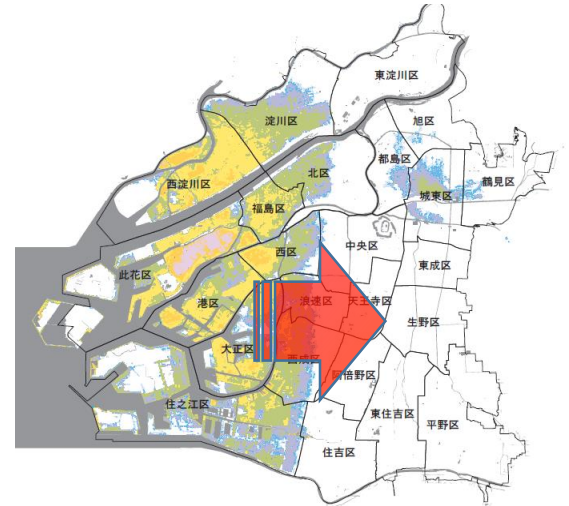 東淀川区
淀川区
旭区
都島区
北区
鶴見区
西淀川区
城東区
福島区
中央区
西区
東成区
此花区
港区
浪速区
天王寺区
生野区
大正区
西成区
阿倍野区
住之江区
東住吉区
平野区
住吉区